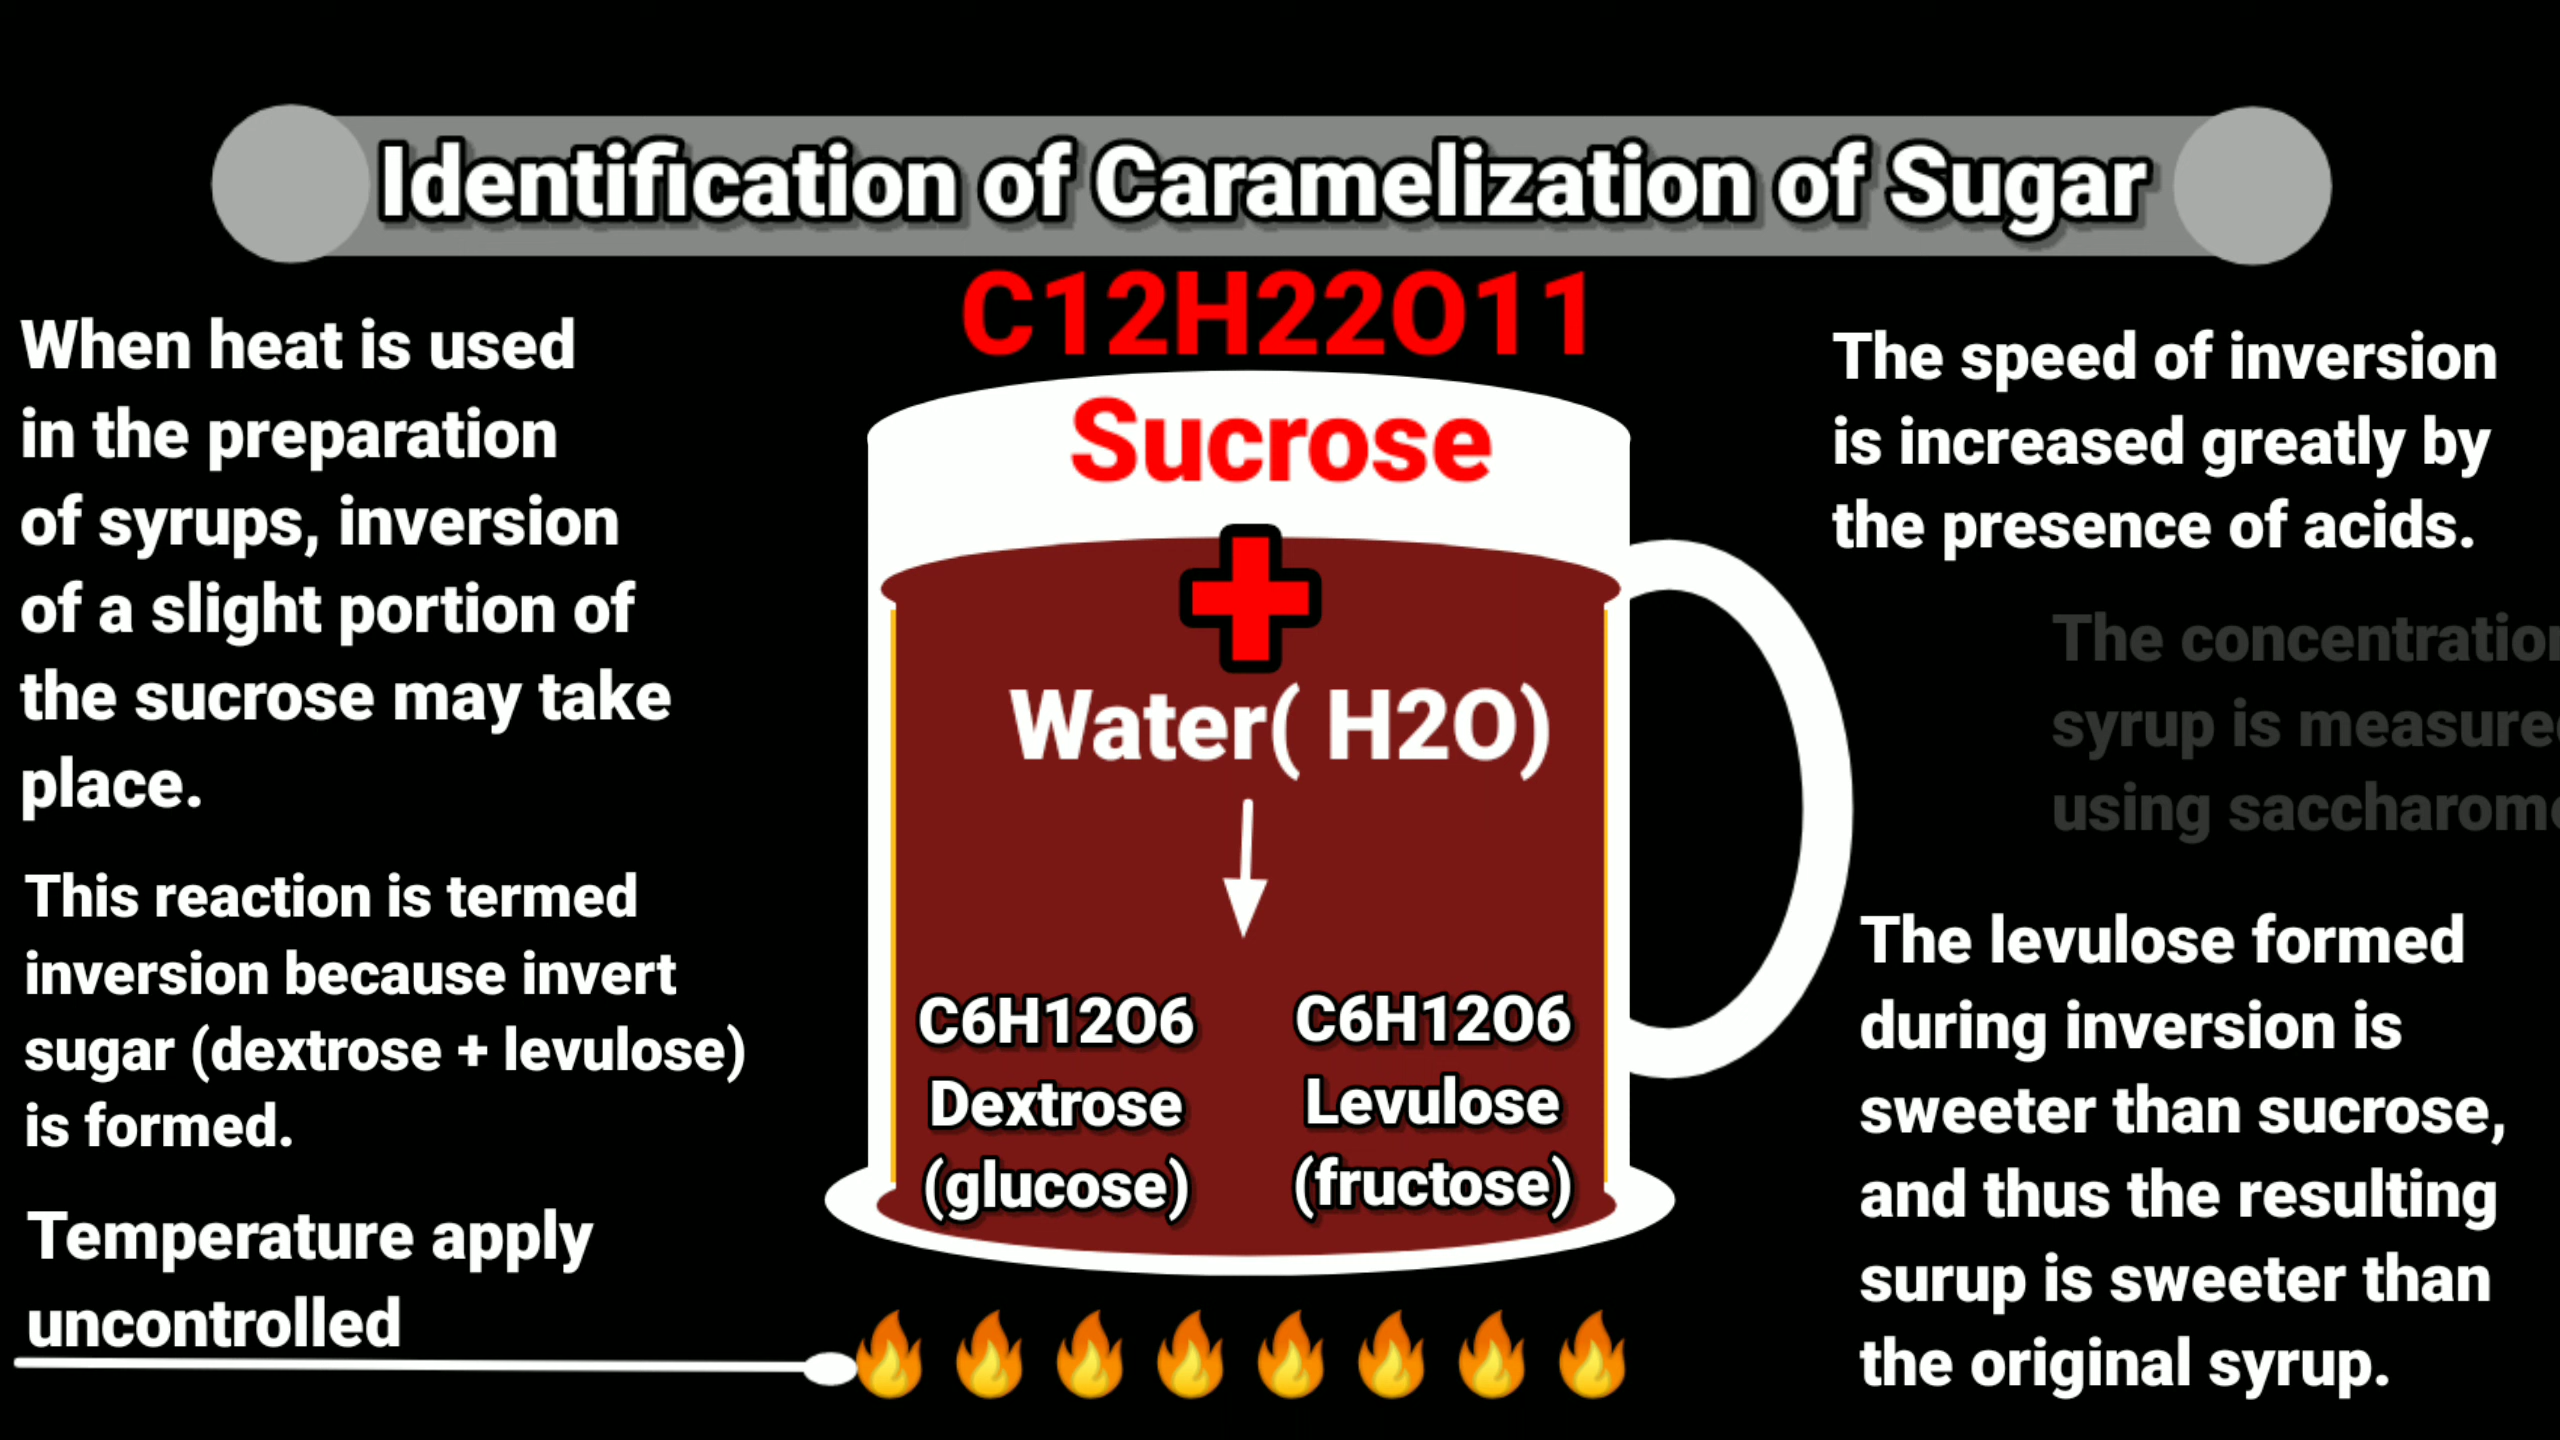 Identification of Caramelization of Sugar
C12H22O11
Sucrose
Water( H2O)
C6H12O6
Dextrose
(glucose)
C6H12O6
Levulose
(fructose)
When heat is used
in the preparation
of syrups, inversion
of a slight portion of
the sucrose may take
place.
This reaction is termed
inversion because invert
sugar (dextrose + levulose)
is formed.
Temperature apply
uncontrolled
The speed of inversion
is increased greatly by
the presence of acids.
The
syrup is
using
The levulose formed
during inversion is
sweeter than sucrose,
and thus the resulting
surup is sweeter than
the original syrup.